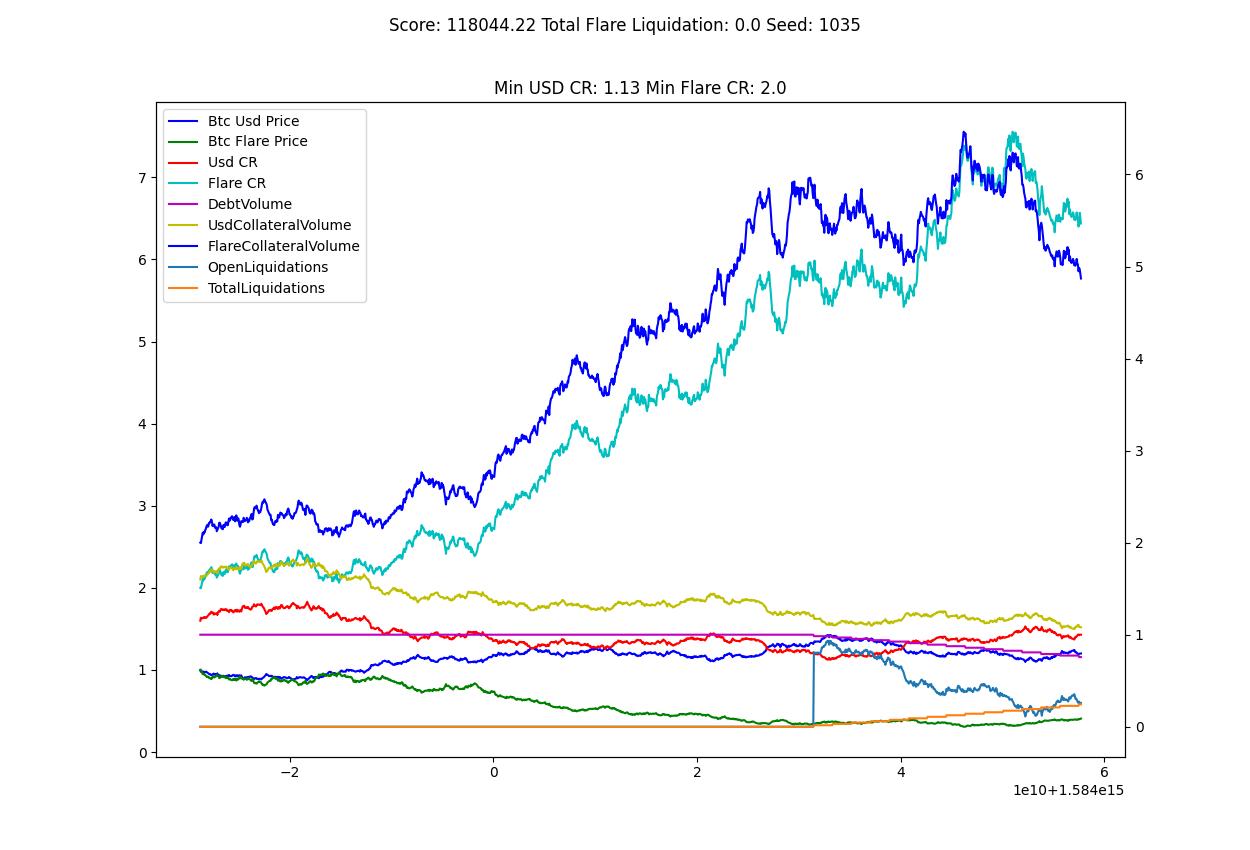 Score: 118044.22 Total Flare Liquidation: 0.0 Seed: 1035
Min USD CR: 1.13 Min Flare CR: 2.0
Btc Usd Price
Btc Flare Price
Usd CR
Flare CR
DebtVolume
UsdCollateralVolume
FlareCollateralVolume
OpenLiquidations
TotalLiquidations
7
6
5
4
3
2
1
0
6
5
4
3
2
1
0
−2 0 2 4 6
1e10+1.584e15